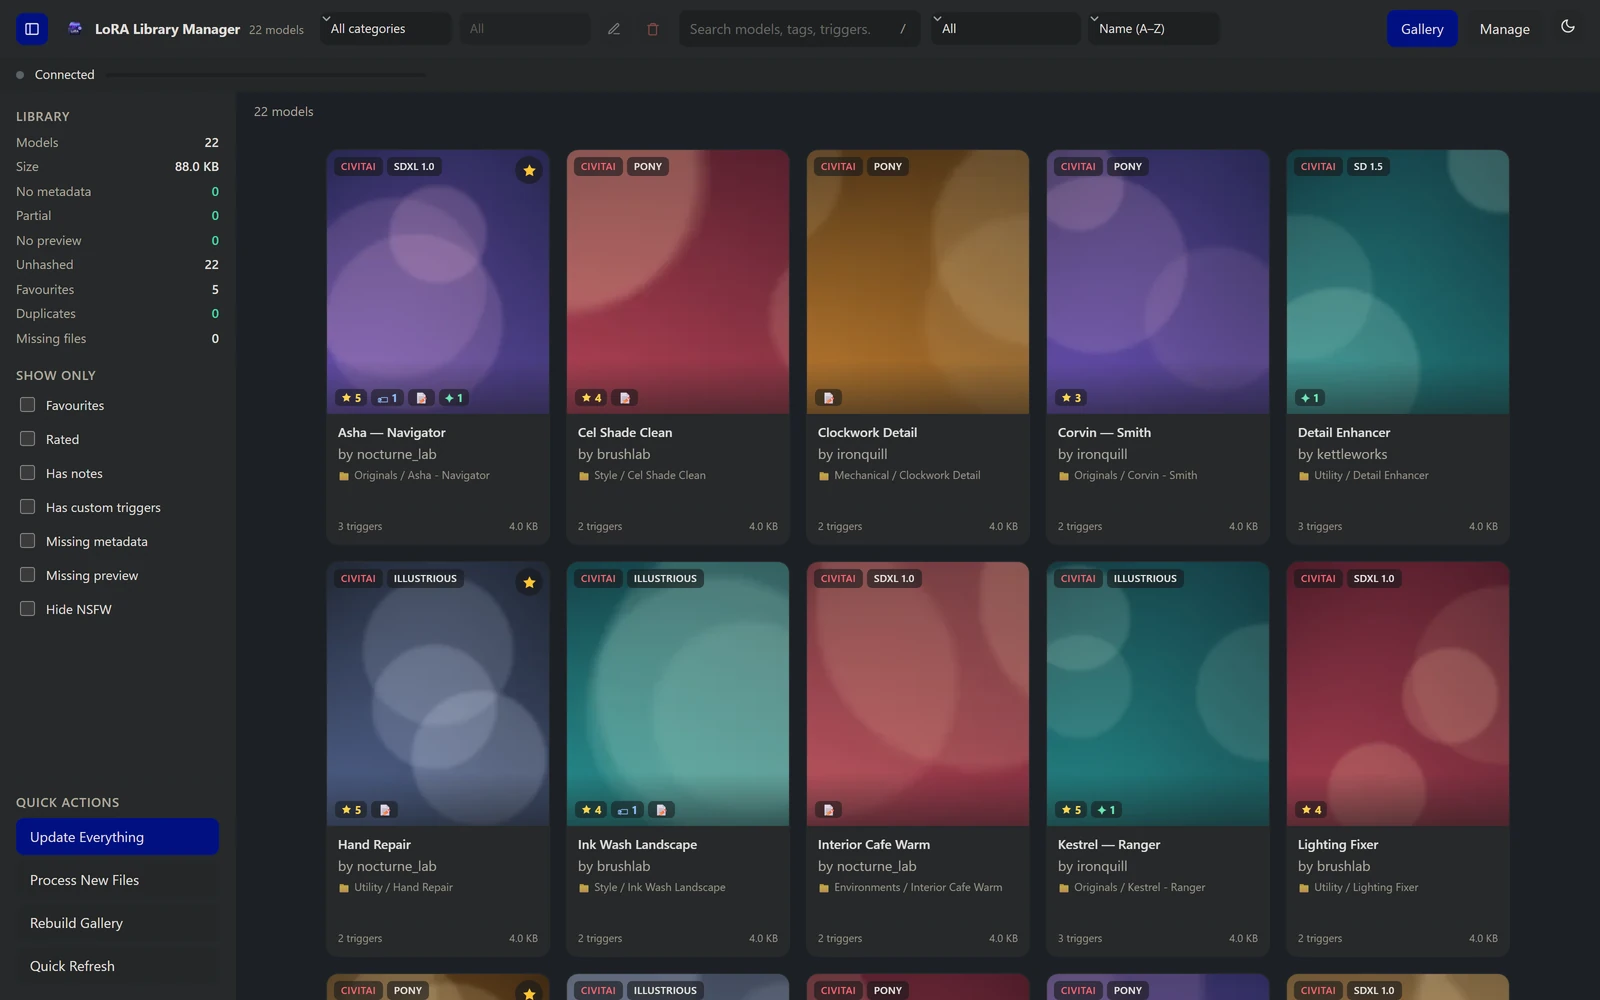 LoRA Library Manager 22 models All categories All Search models, tags, triggers. / All Name (A–Z) Gallery Manage
Connected
LIBRARY
Models 22
Size 88.0 KB
No metadata 0
Partial 0
No preview 0
Unhashed 22
Favourites 5
Duplicates 0
Missing files 0
SHOW ONLY
Favourites
Rated
Has notes
Has custom triggers
Missing metadata
Missing preview
Hide NSFW
QUICK ACTIONS
Update Everything
Process New Files
Rebuild Gallery
Quick Refresh
22 models
CIVITAI SDXL 1.0
5 1 1
Asha — Navigator
by nocturne_lab
Originals / Asha - Navigator
3 triggers 4.0 KB
CIVITAI PONY
4
Cel Shade Clean
by brushlab
Style / Cel Shade Clean
2 triggers 4.0 KB
CIVITAI PONY
Clockwork Detail
by ironquill
Mechanical / Clockwork Detail
2 triggers 4.0 KB
CIVITAI PONY
3
Corvin — Smith
by ironquill
Originals / Corvin - Smith
2 triggers 4.0 KB
CIVITAI SD 1.5
1
Detail Enhancer
by kettleworks
Utility / Detail Enhancer
3 triggers 4.0 KB
CIVITAI ILLUSTRIOUS
5
Hand Repair
by nocturne_lab
Utility / Hand Repair
2 triggers 4.0 KB
CIVITAI ILLUSTRIOUS
4 1
Ink Wash Landscape
by brushlab
Style / Ink Wash Landscape
2 triggers 4.0 KB
CIVITAI SDXL 1.0
Interior Cafe Warm
by nocturne_lab
Environments / Interior Cafe Warm
2 triggers 4.0 KB
CIVITAI ILLUSTRIOUS
5 1
Kestrel — Ranger
by ironquill
Originals / Kestrel - Ranger
3 triggers 4.0 KB
CIVITAI SDXL 1.0
4
Lighting Fixer
by brushlab
Utility / Lighting Fixer
2 triggers 4.0 KB
CIVITAI PONY
CIVITAI ILLUSTRIOUS
CIVITAI PONY
CIVITAI PONY
CIVITAI SDXL 1.0